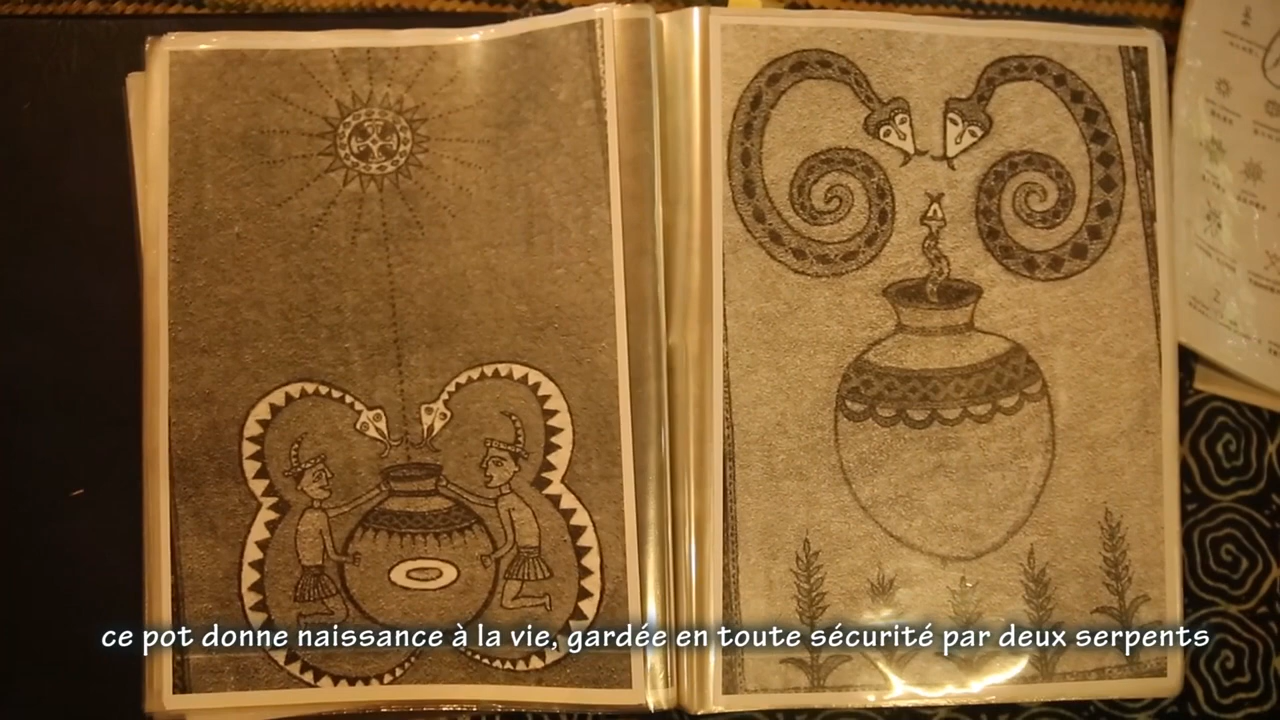 ce pot donne naissance à la vie, gardée en toute sécurité par deux serpents